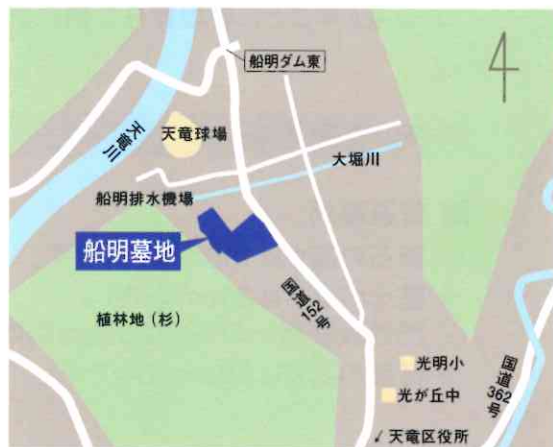 船明ダム東
天竜川
天竜球場
大堀川
船明排水機場
船明墓地
国道152号
植林地（杉）
光明小
国道362号
光が丘中
天竜区役所